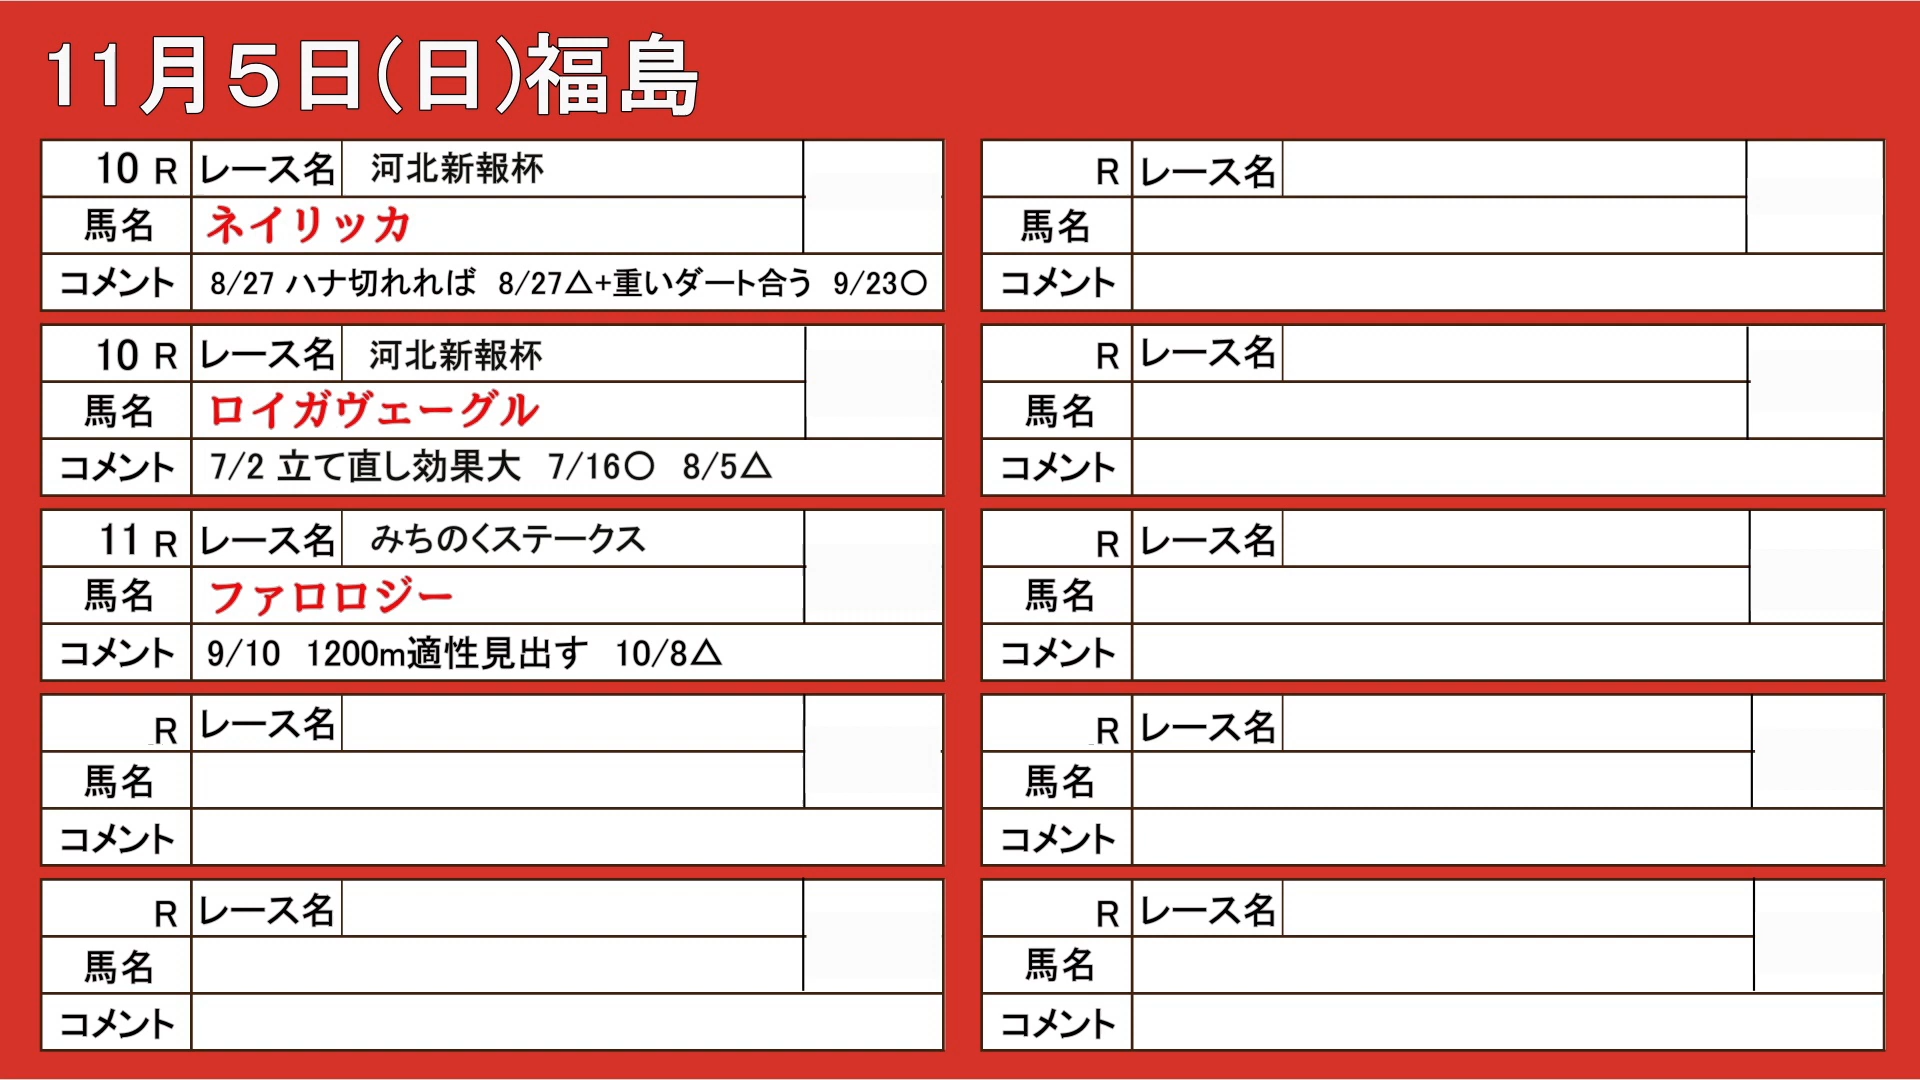 11月5日(日)福島
10 R レース名 河北新報杯
馬名 ネイリッカ
コメント 8/27 ハナ切れれば 8/27△+重いダート合う 9/23○
10 R レース名 河北新報杯
馬名 ロイガヴェーグル
コメント 7/2 立て直し効果大 7/16○ 8/5△
11 R レース名 みちのくステークス
馬名 ファロロジー
コメント 9/10 1200m適性見出す 10/8△
R レース名
馬名
コメント
R レース名
馬名
コメント
R レース名
馬名
コメント
R レース名
馬名
コメント
R レース名
馬名
コメント
R レース名
馬名
コメント
R レース名
馬名
コメント